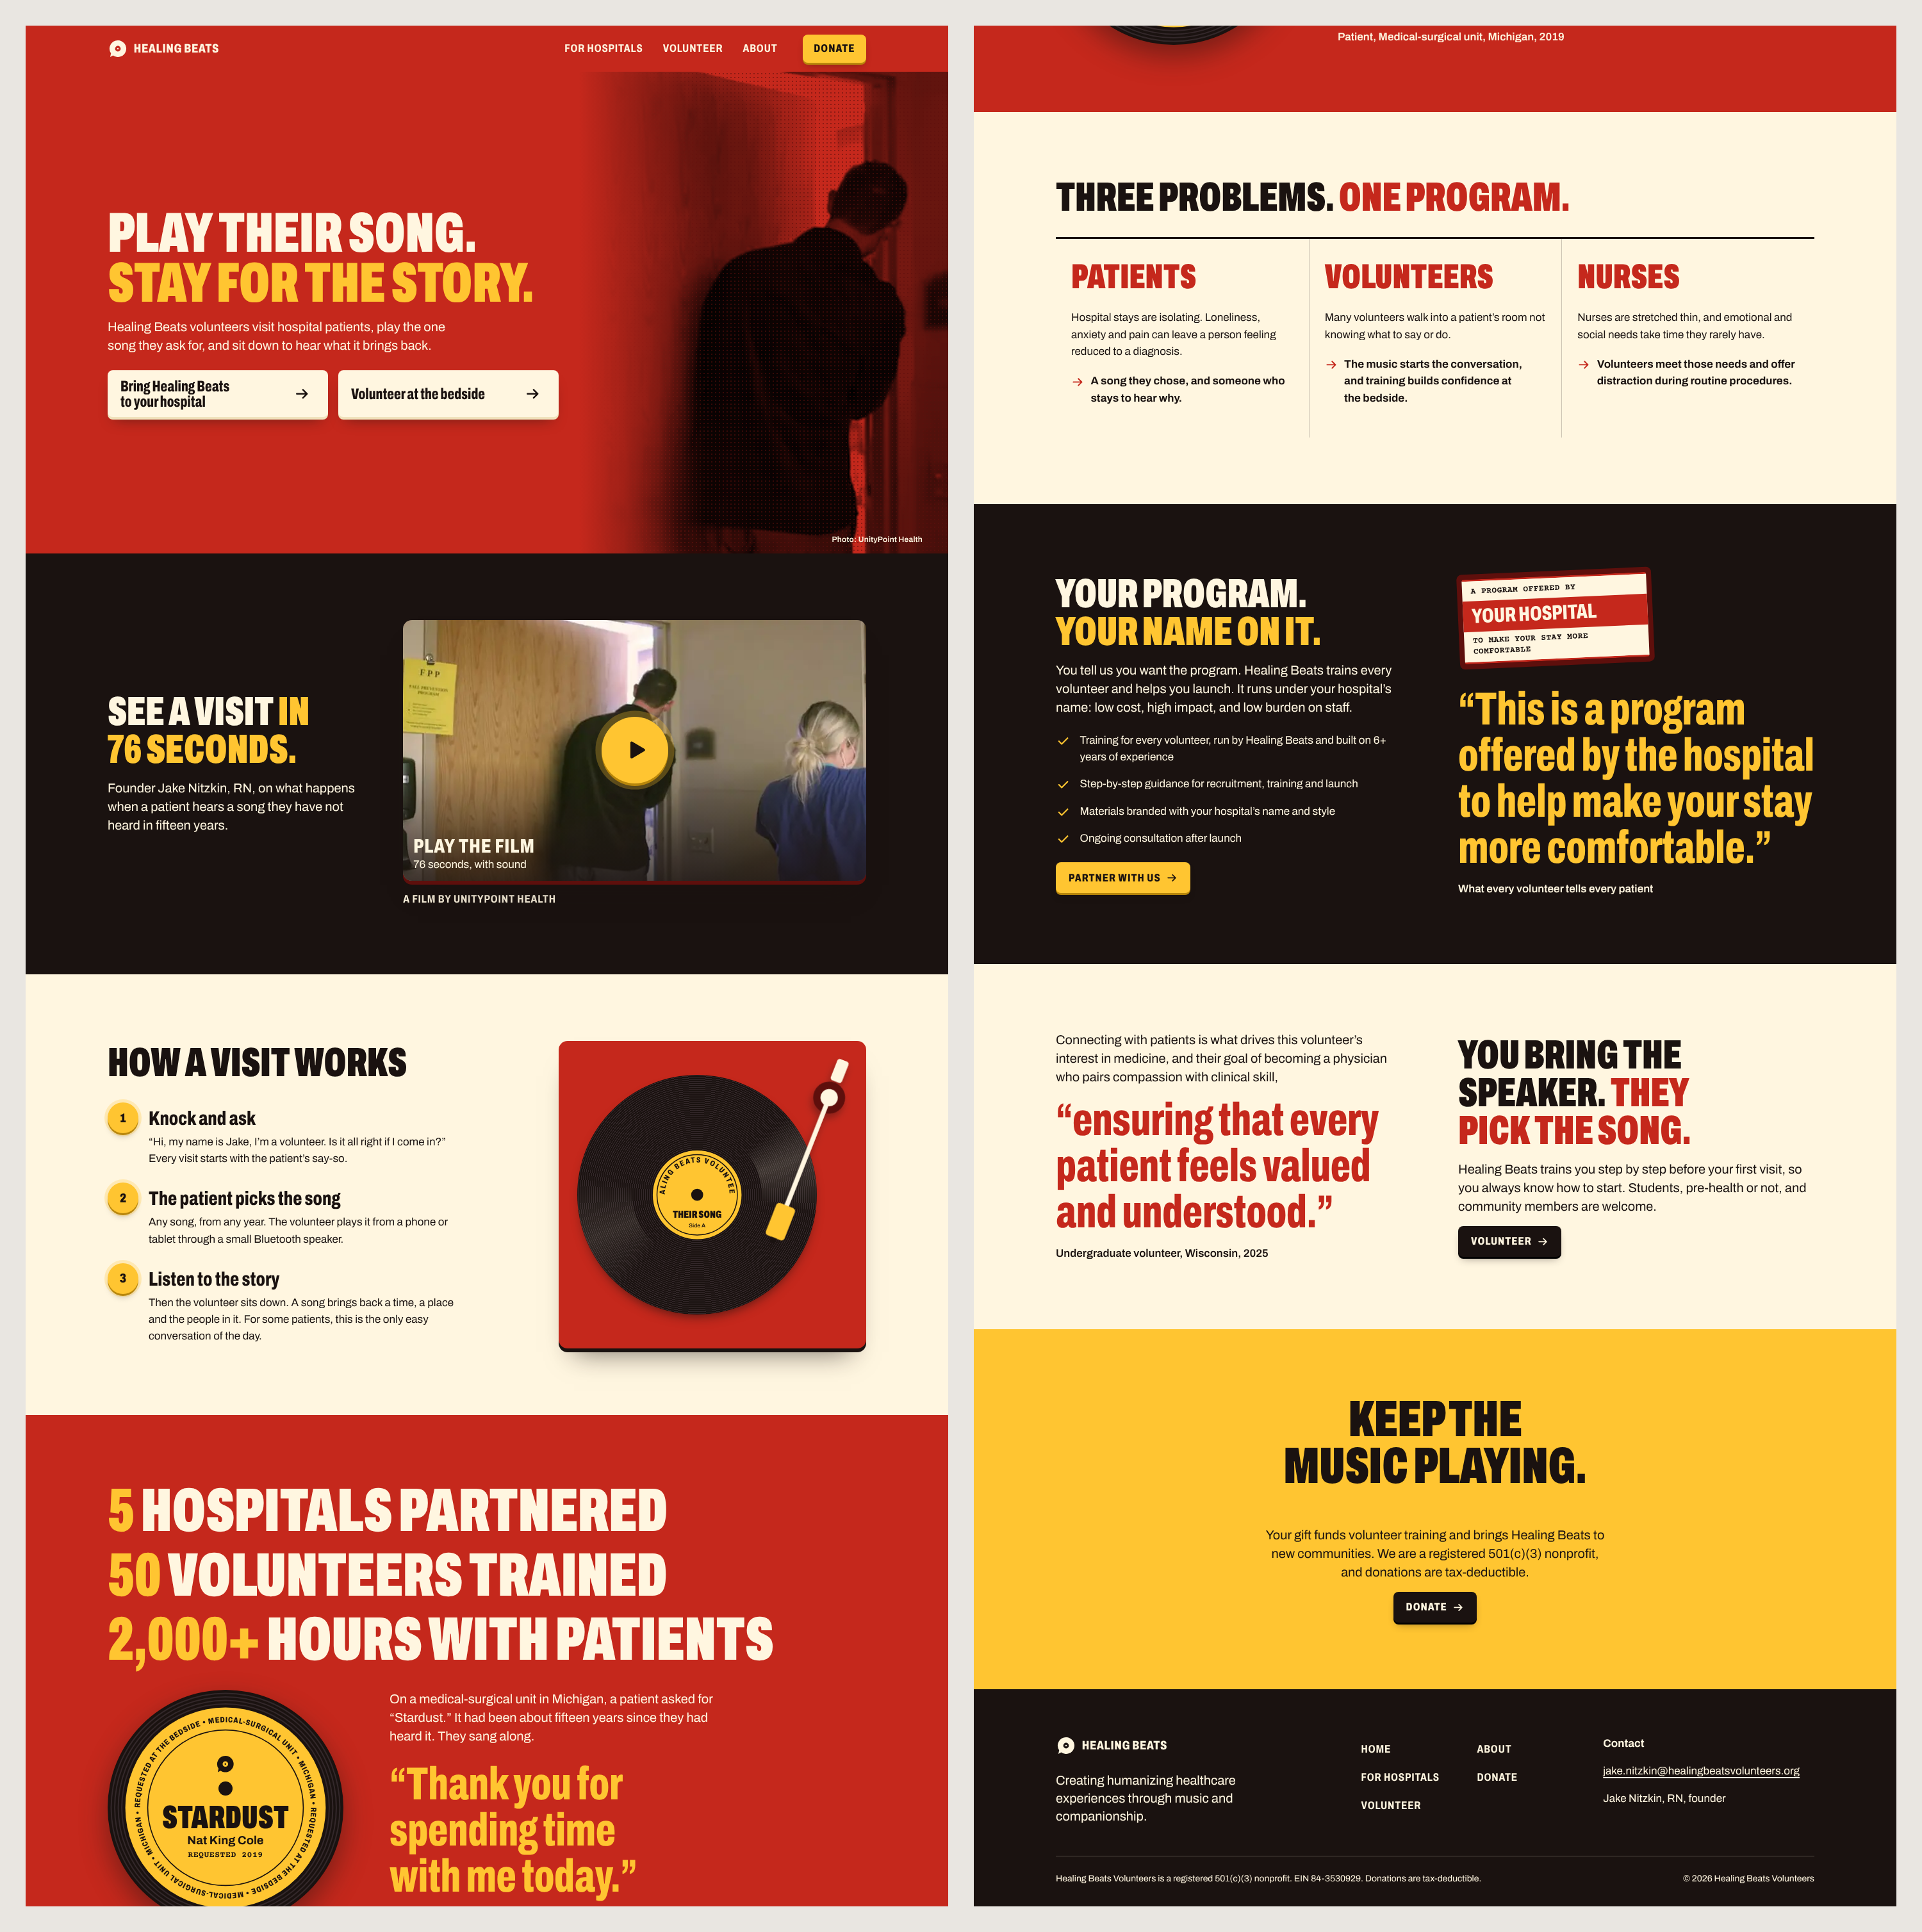 HEALING BEATS
FOR HOSPITALS
VOLUNTEER
ABOUT
DONATE
PLAY THEIR SONG.
STAY FOR THE STORY.
Healing Beats volunteers visit hospital patients, play the one
song they ask for, and sit down to hear what it brings back.
Bring Healing Beats
to your hospital
Volunteer at the bedside
Photo: UnityPoint Health
SEE A VISIT IN
76 SECONDS.
Founder Jake Nitzkin, RN, on what happens
when a patient hears a song they have not
heard in fifteen years.
FPP
FALL PREVENTION
PROGRAM
PLAY THE FILM
76 seconds, with sound
A FILM BY UNITYPOINT HEALTH
HOW A VISIT WORKS
1
Knock and ask
“Hi, my name is Jake, I’m a volunteer. Is it all right if I come in?”
Every visit starts with the patient’s say-so.
2
The patient picks the song
Any song, from any year. The volunteer plays it from a phone or
tablet through a small Bluetooth speaker.
3
Listen to the story
Then the volunteer sits down. A song brings back a time, a place
and the people in it. For some patients, this is the only easy
conversation of the day.
ALING BEATS VOLUNTEE
THEIR SONG
Side A
5 HOSPITALS PARTNERED
50 VOLUNTEERS TRAINED
2,000+ HOURS WITH PATIENTS
REQUESTED AT THE BEDSIDE • MEDICAL-SURGICAL UNIT • MICHIGAN • REQUESTED AT THE BEDSIDE • MEDICAL-SURGICAL UNIT • MICHIGAN •
STARDUST
Nat King Cole
REQUESTED 2019
On a medical-surgical unit in Michigan, a patient asked for
“Stardust.” It had been about fifteen years since they had
heard it. They sang along.
“Thank you for
spending time
with me today.”
Patient, Medical-surgical unit, Michigan, 2019
THREE PROBLEMS. ONE PROGRAM.
PATIENTS
Hospital stays are isolating. Loneliness,
anxiety and pain can leave a person feeling
reduced to a diagnosis.
A song they chose, and someone who
stays to hear why.
VOLUNTEERS
Many volunteers walk into a patient’s room not
knowing what to say or do.
The music starts the conversation,
and training builds confidence at
the bedside.
NURSES
Nurses are stretched thin, and emotional and
social needs take time they rarely have.
Volunteers meet those needs and offer
distraction during routine procedures.
YOUR PROGRAM.
YOUR NAME ON IT.
You tell us you want the program. Healing Beats trains every
volunteer and helps you launch. It runs under your hospital’s
name: low cost, high impact, and low burden on staff.
Training for every volunteer, run by Healing Beats and built on 6+
years of experience
Step-by-step guidance for recruitment, training and launch
Materials branded with your hospital’s name and style
Ongoing consultation after launch
PARTNER WITH US
A PROGRAM OFFERED BY
YOUR HOSPITAL
TO MAKE YOUR STAY MORE
COMFORTABLE
“This is a program
offered by the hospital
to help make your stay
more comfortable.”
What every volunteer tells every patient
Connecting with patients is what drives this volunteer’s
interest in medicine, and their goal of becoming a physician
who pairs compassion with clinical skill,
“ensuring that every
patient feels valued
and understood.”
Undergraduate volunteer, Wisconsin, 2025
YOU BRING THE
SPEAKER. THEY
PICK THE SONG.
Healing Beats trains you step by step before your first visit, so
you always know how to start. Students, pre-health or not, and
community members are welcome.
VOLUNTEER
KEEP THE
MUSIC PLAYING.
Your gift funds volunteer training and brings Healing Beats to
new communities. We are a registered 501(c)(3) nonprofit,
and donations are tax-deductible.
DONATE
HEALING BEATS
Creating humanizing healthcare
experiences through music and
companionship.
HOME
FOR HOSPITALS
VOLUNTEER
ABOUT
DONATE
Contact
jake.nitzkin@healingbeatsvolunteers.org
Jake Nitzkin, RN, founder
Healing Beats Volunteers is a registered 501(c)(3) nonprofit. EIN 84-3530929. Donations are tax-deductible.
© 2026 Healing Beats Volunteers